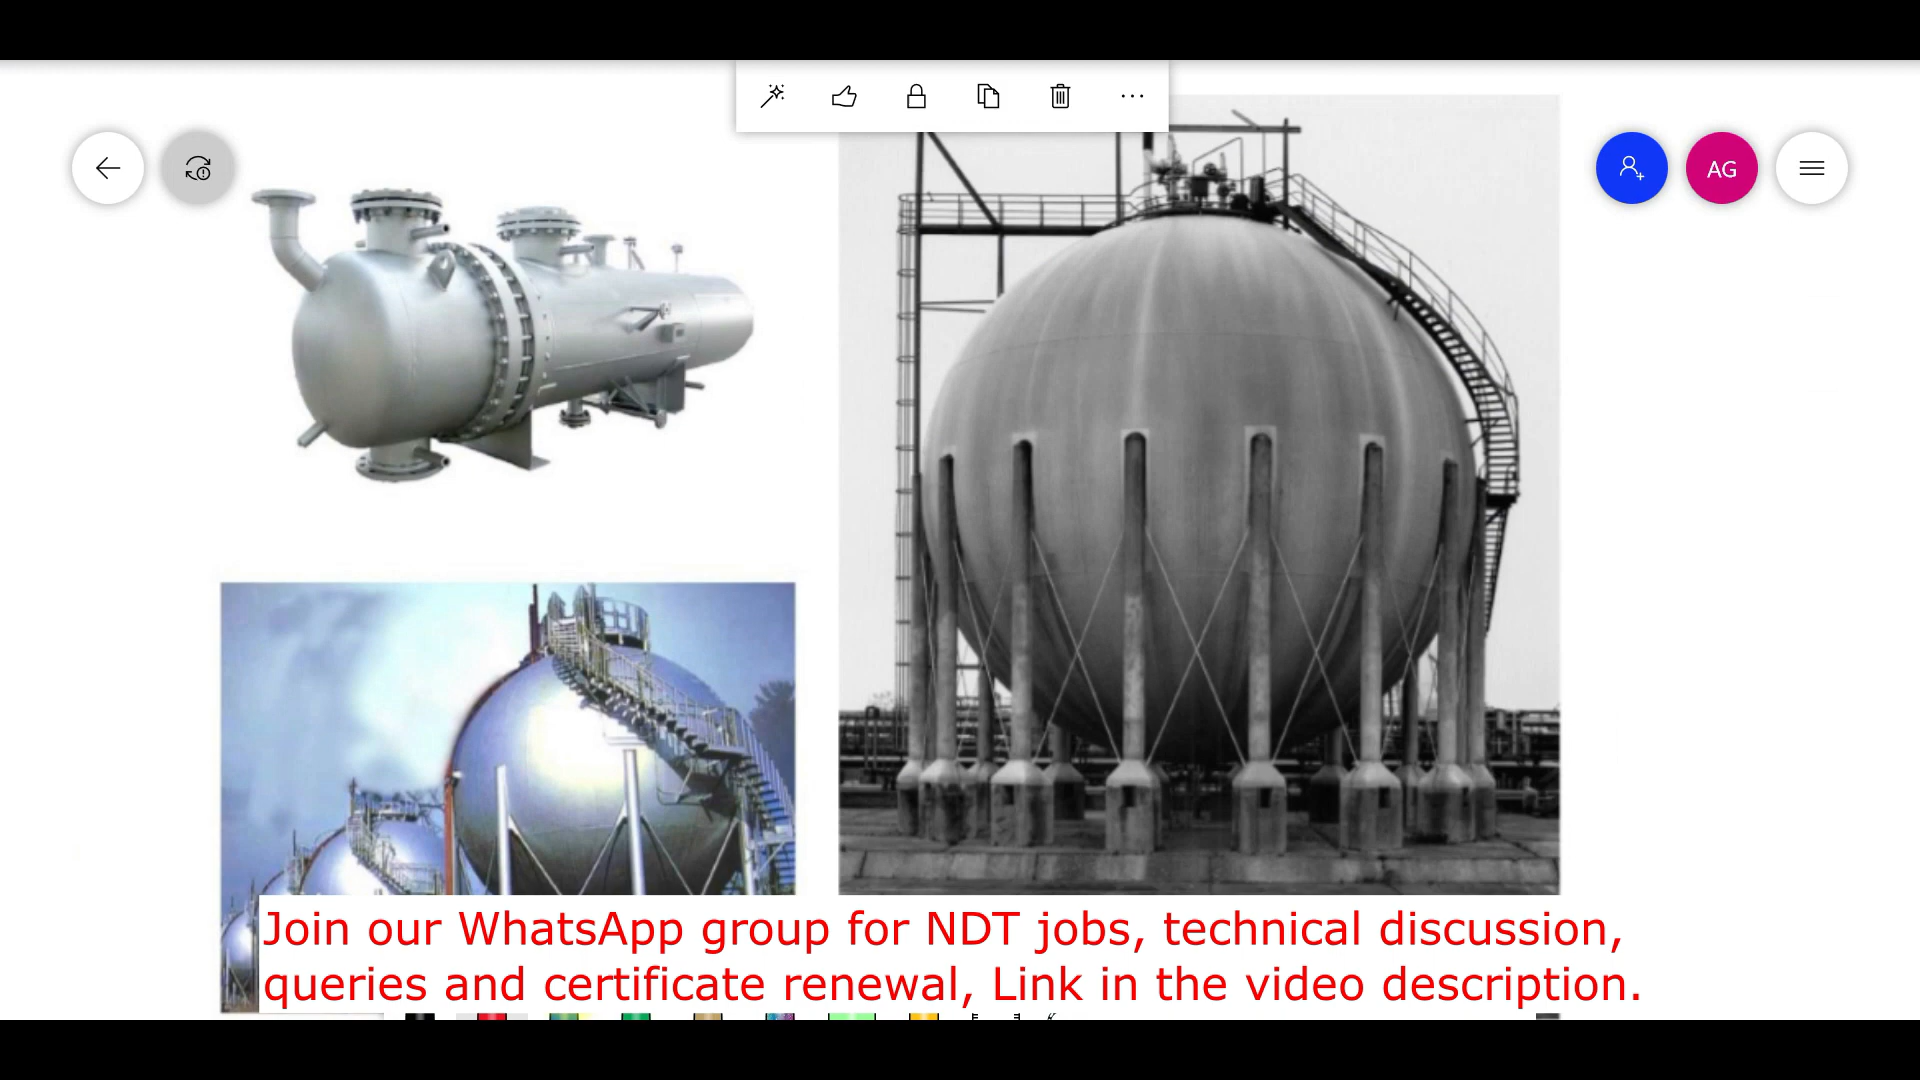 AG
Join our WhatsApp group for NDT jobs, technical discussion,
queries and certificate renewal, Link in the video description.